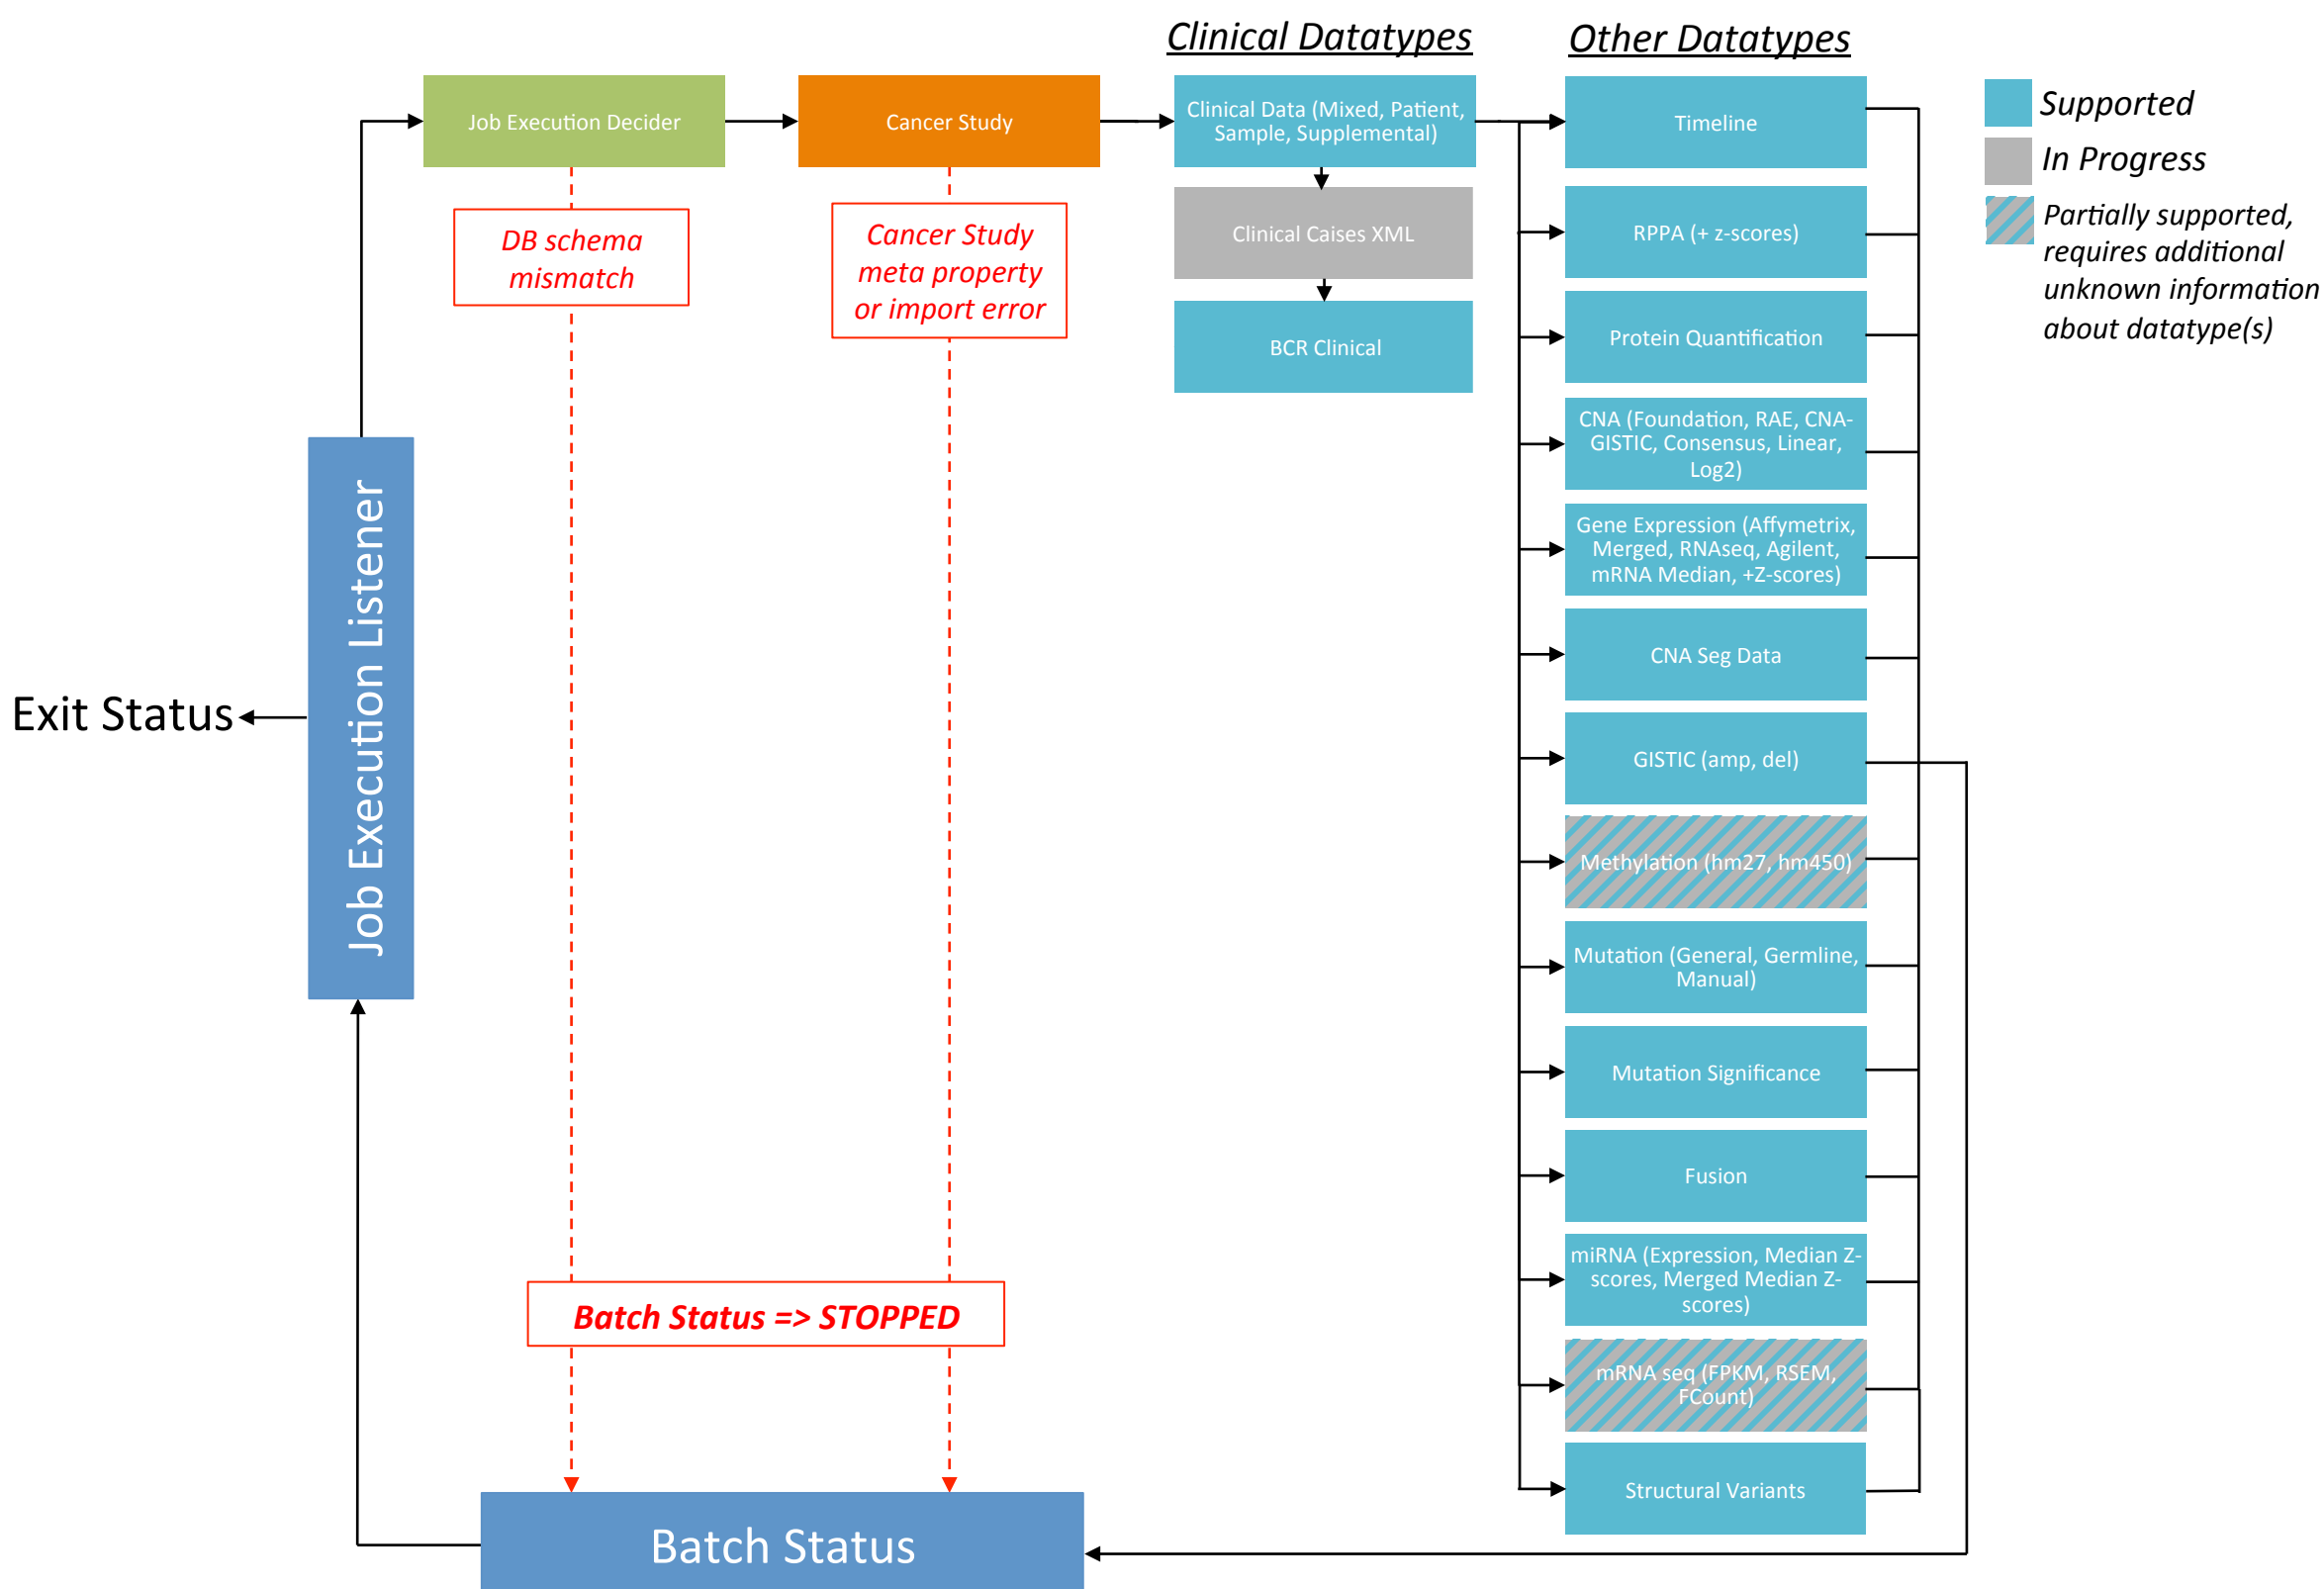 Clinical Datatypes
Other Datatypes
Job Execution Decider
Cancer Study
Clinical Data (Mixed, Patient,
Sample, Supplemental)
Timeline
Supported
In Progress
Partially supported,
requires additional
unknown information
about datatype(s)
DB schema
mismatch
Cancer Study
meta property
or import error
Clinical Caises XML
BCR Clinical
RPPA (+ z-scores)
Protein Quantification
CNA (Foundation, RAE, CNA-
GISTIC, Consensus, Linear,
Log2)
Gene Expression (Affymetrix,
Merged, RNAseq, Agilent,
mRNA Median, +Z-scores)
CNA Seg Data
GISTIC (amp, del)
Methylation (hm27, hm450)
Mutation (General, Germline,
Manual)
Mutation Significance
Fusion
miRNA (Expression, Median Z-
scores, Merged Median Z-
scores)
mRNA seq (FPKM, RSEM,
FCount)
Structural Variants
Job Execution Listener
Exit Status
Batch Status => STOPPED
Batch Status